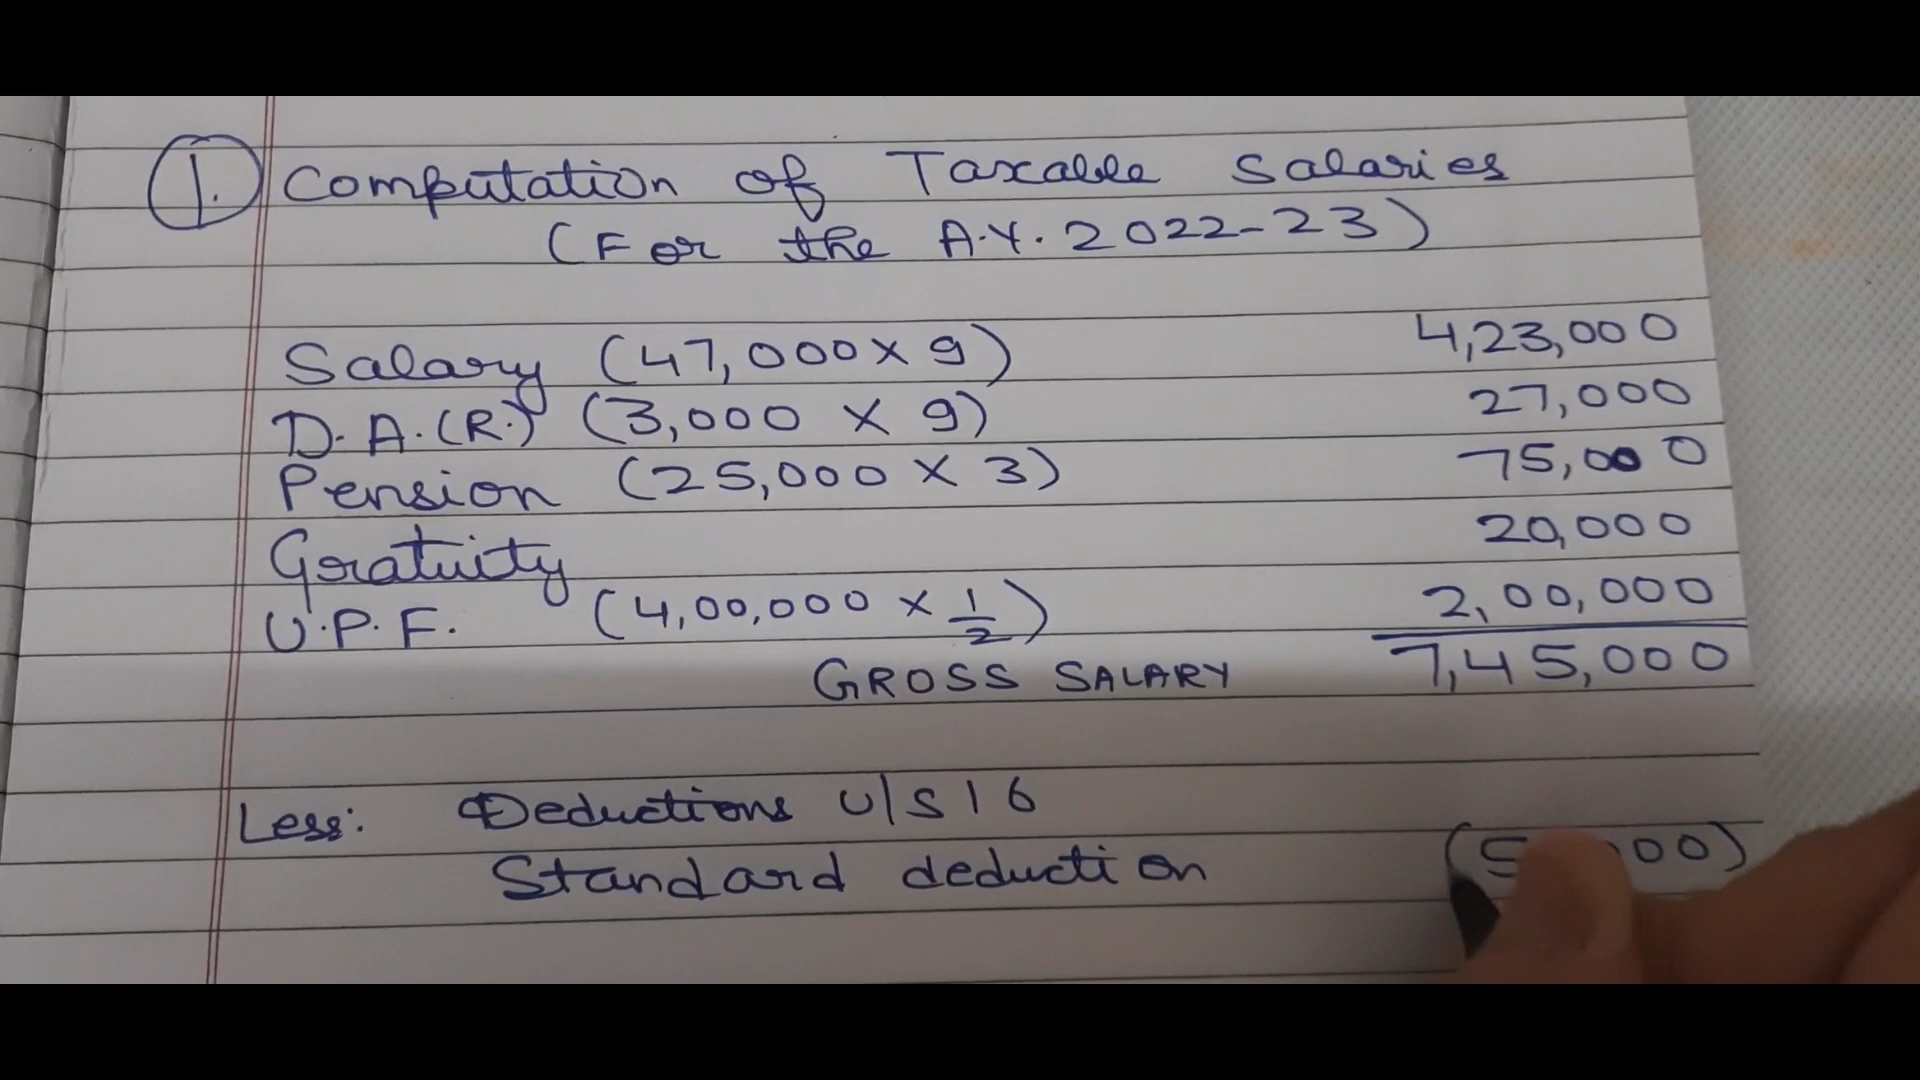 1. Computation of Taxable Salaries
(For the A.Y. 2022-23)
Salary (47,000 x 9) 4,23,000
D.A.(R.) (3,000 x 9) 27,000
Pension (25,000 x 3) 75,000
Gratuity 20,000
U.P.F. (4,00,000 x 1/2) 2,00,000
GROSS SALARY 7,45,000
Less: Deductions U/S 16
Standard deduction